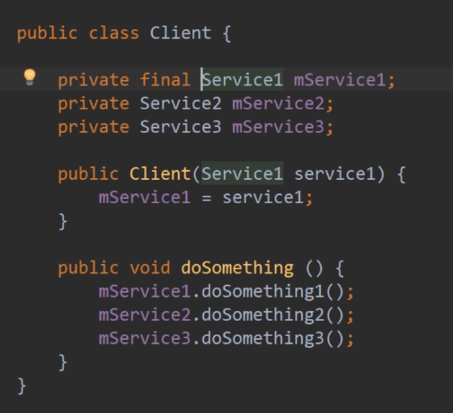 public class Client {
private final Service1 mService1;
private Service2 mService2;
private Service3 mService3;
public Client(Service1 service1) {
mService1 = service1;
}
public void doSomething () {
mService1.doSomething1();
mService2.doSomething2();
mService3.doSomething3();
}
}